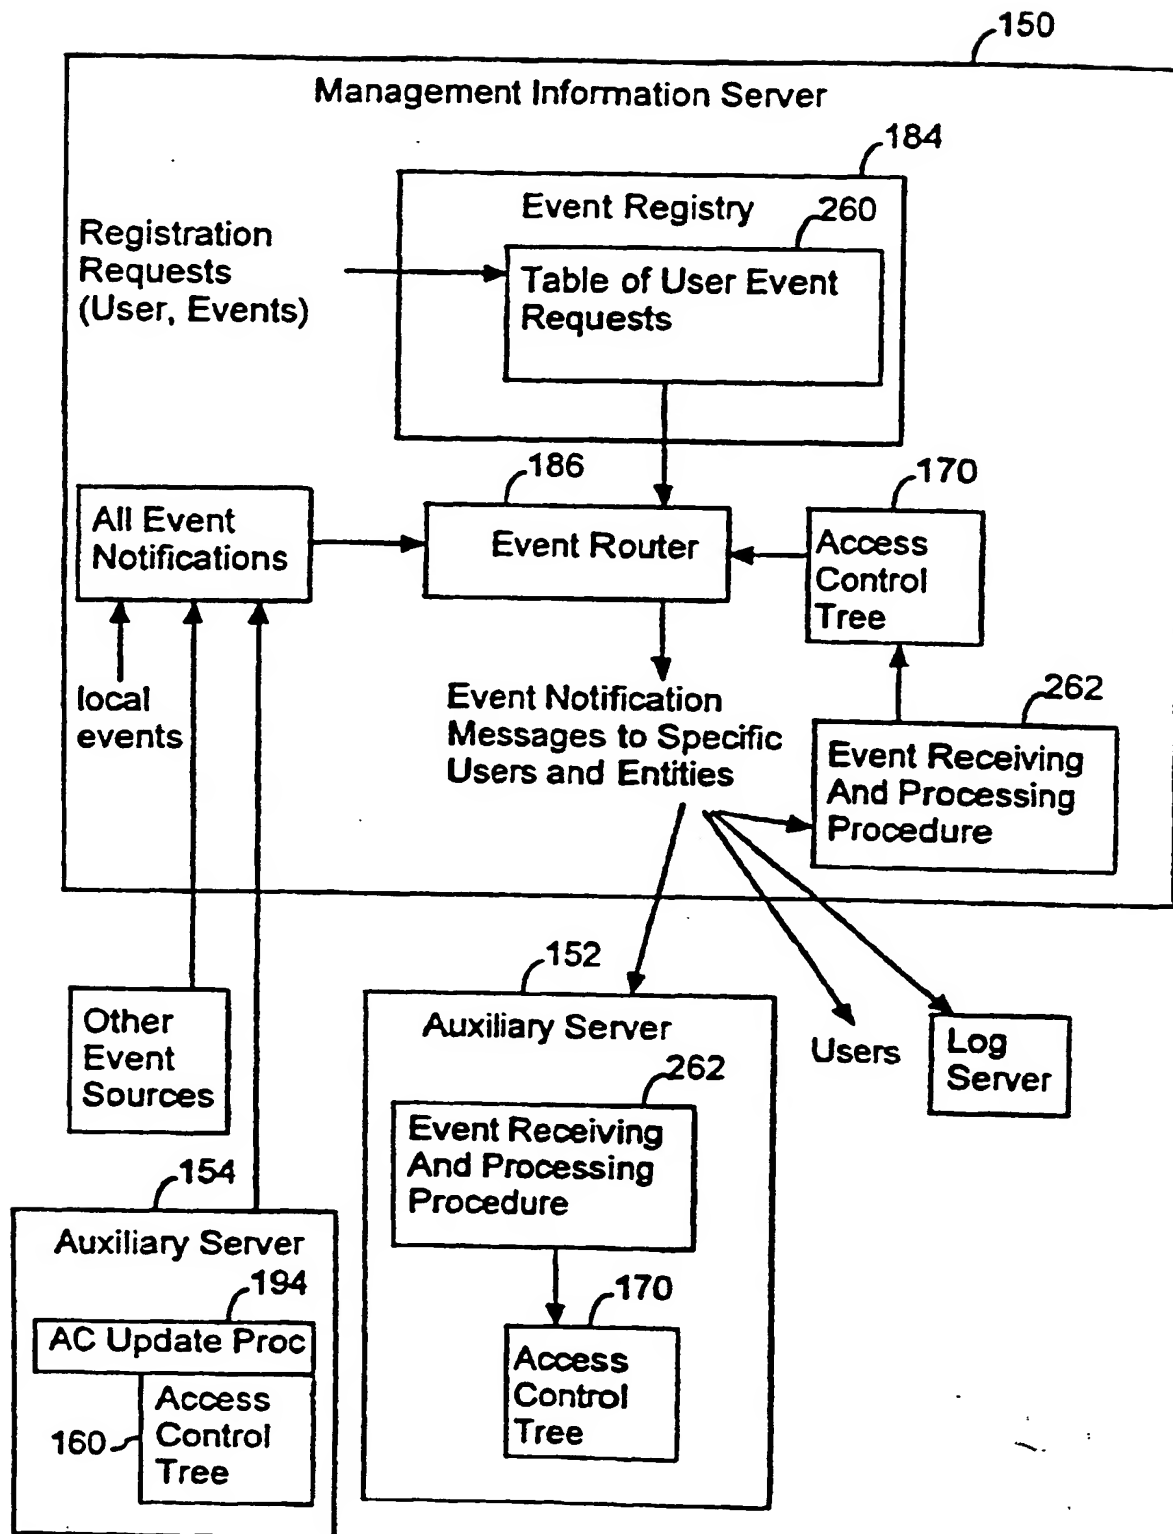 150
Management Information Server
184
Event Registry
260
Registration
Requests
(User, Events)
Table of User Event
Requests
186
170
All Event
Notifications
Event Router
Access
Control
Tree
local
events
Event Notification
Messages to Specific
Users and Entities
262
Event Receiving
And Processing
Procedure
152
Other
Event
Sources
Auxiliary Server
Users
Log
Server
262
Event Receiving
And Processing
Procedure
154
Auxiliary Server
194
AC Update Proc
170
Access
Control
Tree
160
Access
Control
Tree